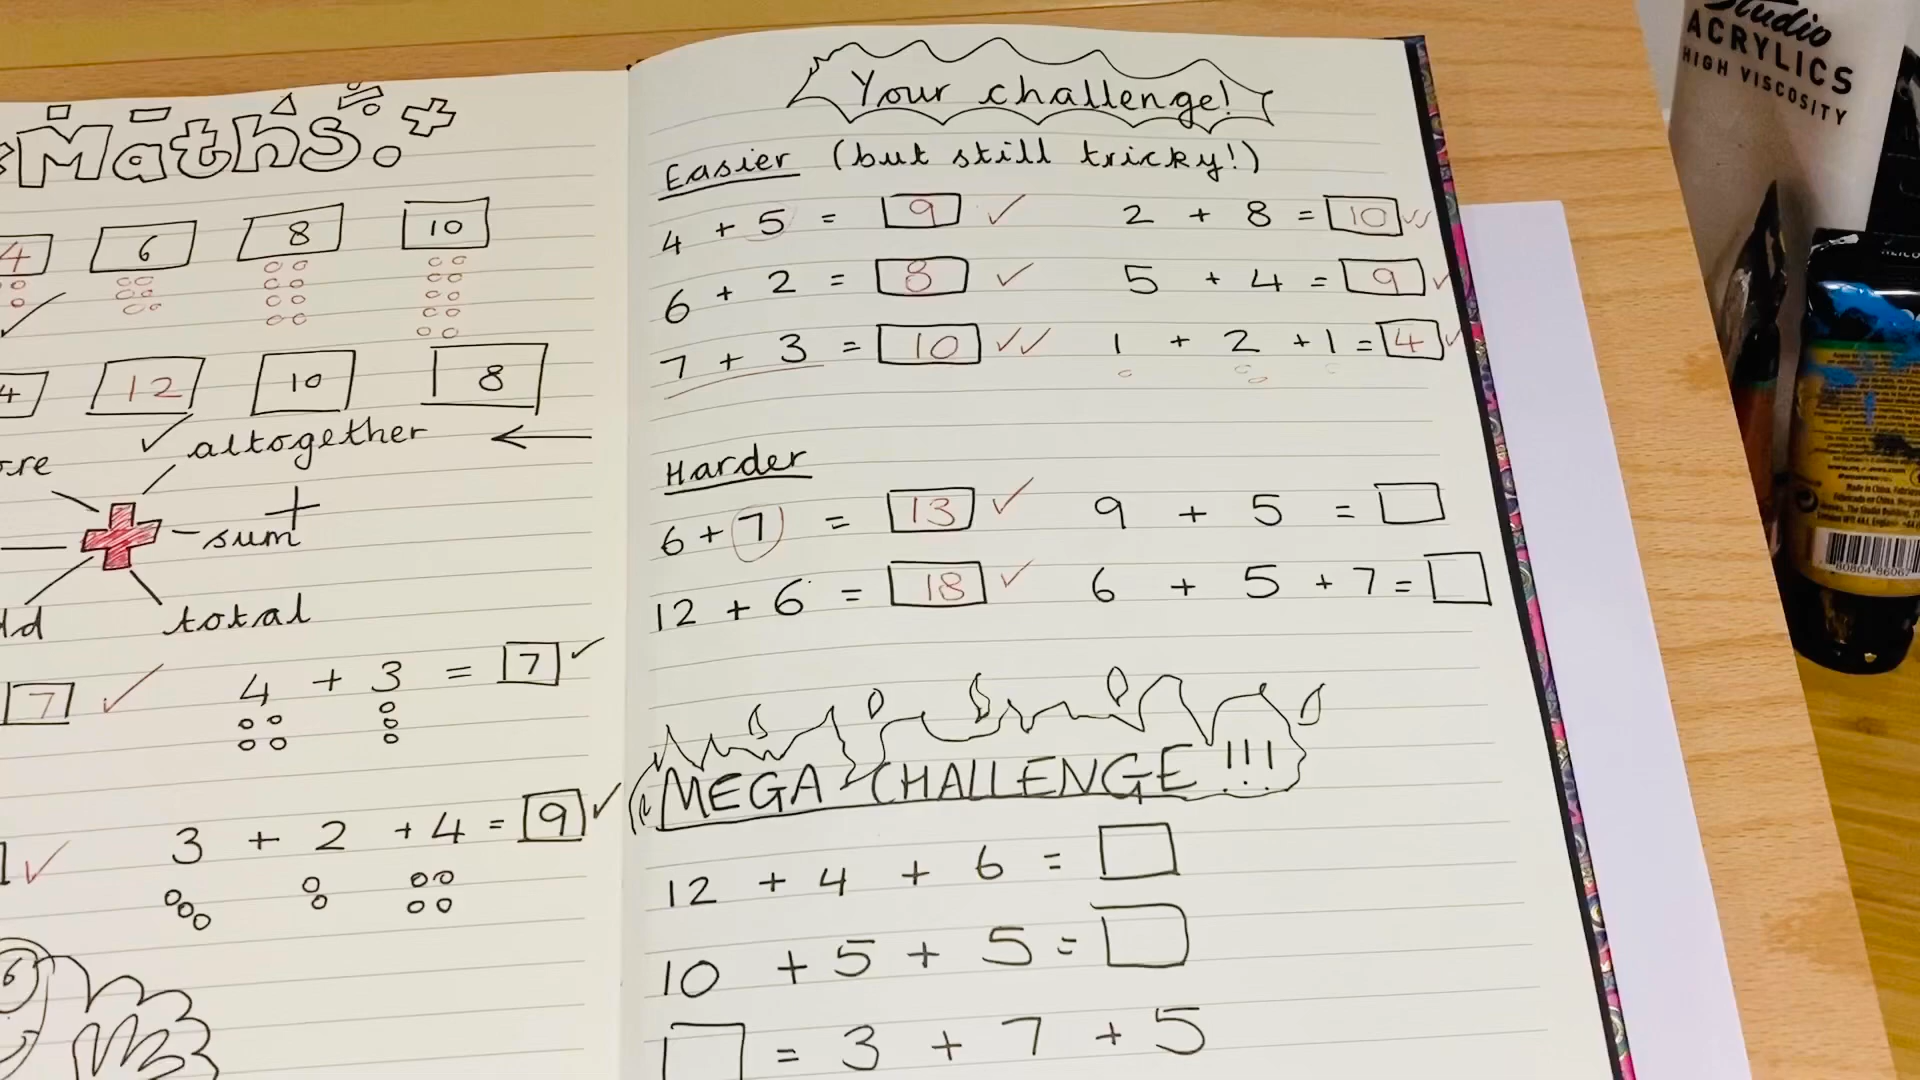 Maths
4 6 8 10
4 12 10 8
altogether
sum
total
7 ✓ 4 + 3 = 7 ✓
✓ 3 + 2 + 4 = 9 ✓
6
Your challenge!
Easier (but still tricky!)
4 + 5 = 9 ✓ 2 + 8 = 10 ✓✓
6 + 2 = 8 ✓ 5 + 4 = 9 ✓
7 + 3 = 10 ✓✓ 1 + 2 + 1 = 4 ✓
Harder
6 + 7 = 13 ✓ 9 + 5 = □
12 + 6 = 18 ✓ 6 + 5 + 7 = □
MEGA CHALLENGE!!!
12 + 4 + 6 = □
10 + 5 + 5 = □
□ = 3 + 7 + 5
Studio
ACRYLICS
HIGH VISCOSITY